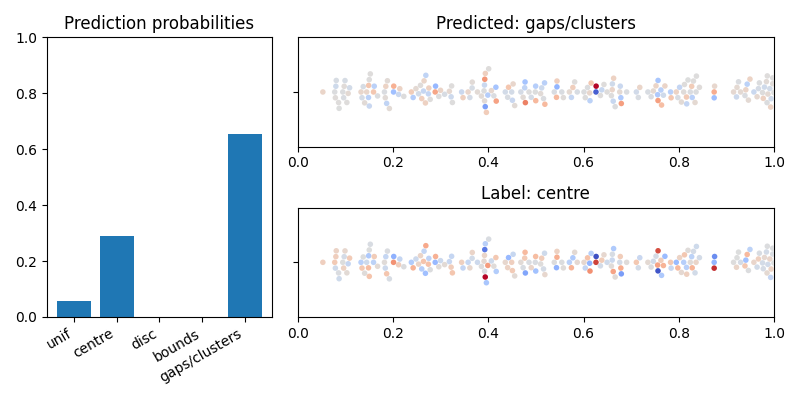 Prediction probabilities
1.0
0.8
0.6
0.4
0.2
0.0
unif
centre
disc
bounds
gaps/clusters
Predicted: gaps/clusters
0.0 0.2 0.4 0.6 0.8 1.0
Label: centre
0.0 0.2 0.4 0.6 0.8 1.0